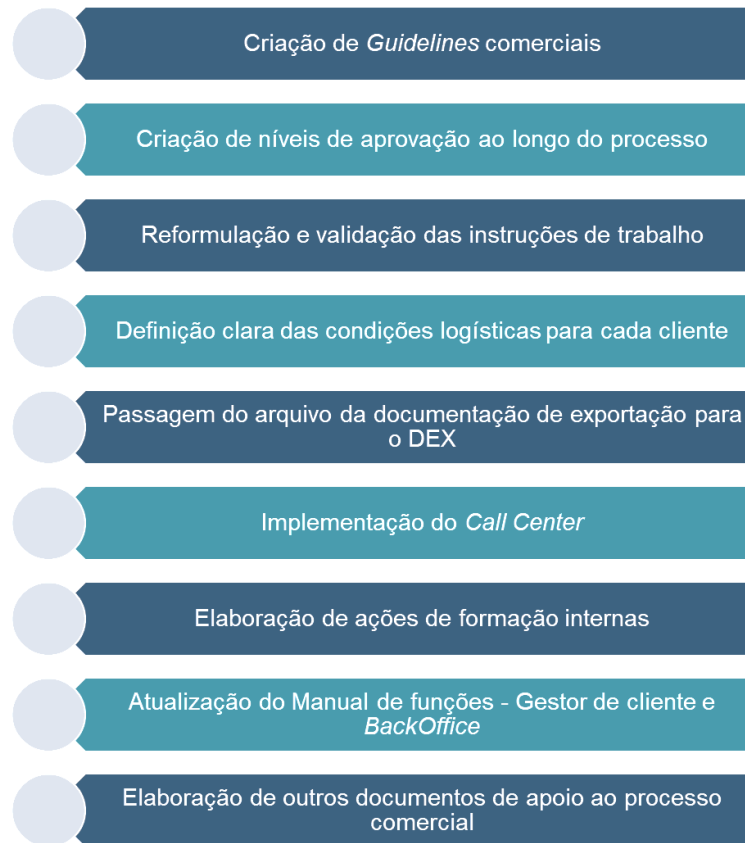 Criação de Guidelines comerciais
Criação de níveis de aprovação ao longo do processo
Reformulação e validação das instruções de trabalho
Definição clara das condições logísticas para cada cliente
Passagem do arquivo da documentação de exportação para
o DEX
Implementação do Call Center
Elaboração de ações de formação internas
Atualização do Manual de funções - Gestor de cliente e
BackOffice
Elaboração de outros documentos de apoio ao processo
comercial